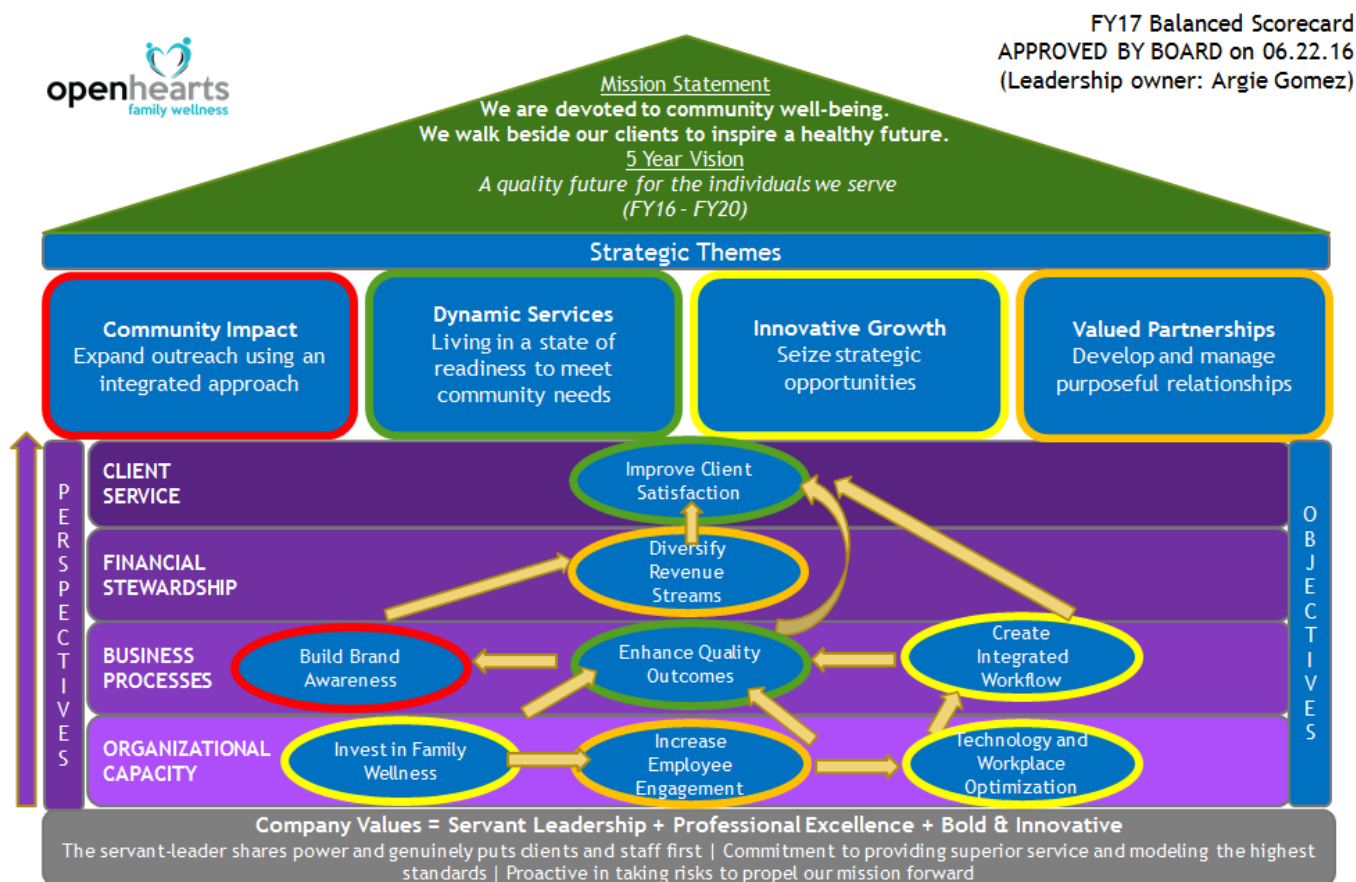 FY17 Balanced Scorecard
APPROVED BY BOARD on 06.22.16
(Leadership owner: Argie Gomez)
openhearts
family wellness
Mission Statement
We are devoted to community well-being.
We walk beside our clients to inspire a healthy future.
5 Year Vision
A quality future for the individuals we serve
(FY16 - FY20)
Strategic Themes
Community Impact
Expand outreach using an
integrated approach
Dynamic Services
Living in a state of
readiness to meet
community needs
Innovative Growth
Seize strategic
opportunities
Valued Partnerships
Develop and manage
purposeful relationships
PERSPECTIVES
CLIENT
SERVICE
Improve Client
Satisfaction
FINANCIAL
STEWARDSHIP
Diversify
Revenue
Streams
BUSINESS
PROCESSES
Build Brand
Awareness
Enhance Quality
Outcomes
Create
Integrated
Workflow
ORGANIZATIONAL
CAPACITY
Invest in Family
Wellness
Increase
Employee
Engagement
Technology and
Workplace
Optimization
OBJECTIVES
Company Values = Servant Leadership + Professional Excellence + Bold & Innovative
The servant-leader shares power and genuinely puts clients and staff first | Commitment to providing superior service and modeling the highest
standards | Proactive in taking risks to propel our mission forward